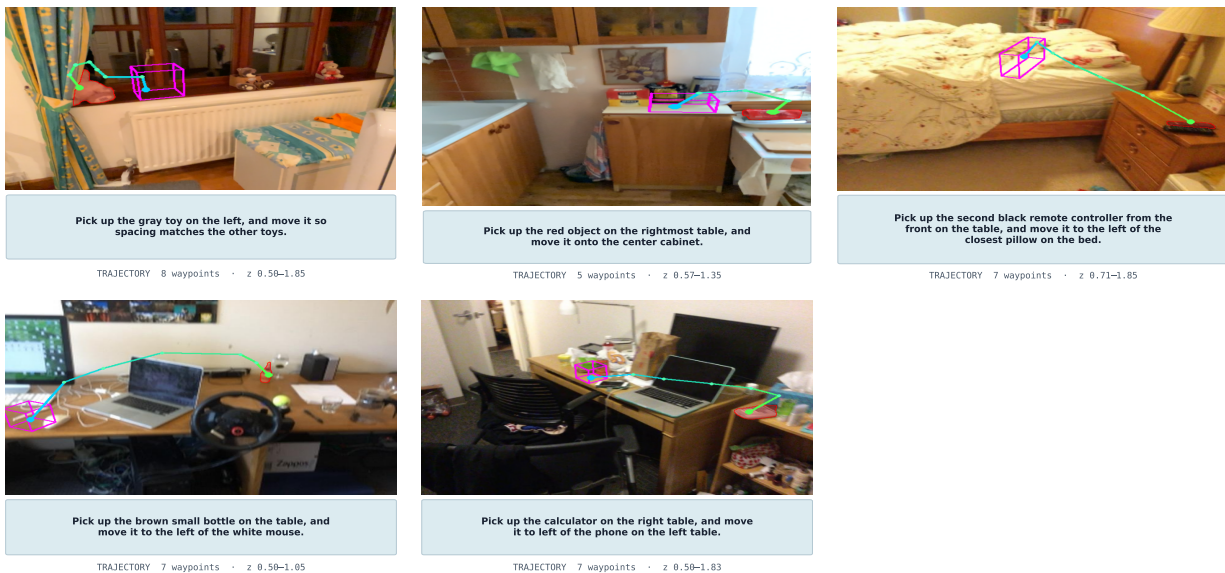 Pick up the gray toy on the left, and move it so
spacing matches the other toys.
TRAJECTORY 8 waypoints · z 0.50–1.85
Pick up the red object on the rightmost table, and
move it onto the center cabinet.
TRAJECTORY 5 waypoints · z 0.57–1.35
Pick up the second black remote controller from the
front on the table, and move it to the left of the
closest pillow on the bed.
TRAJECTORY 7 waypoints · z 0.71–1.85
Zappos
Pick up the brown small bottle on the table, and
move it to the left of the white mouse.
TRAJECTORY 7 waypoints · z 0.50–1.05
Pick up the calculator on the right table, and move
it to left of the phone on the left table.
TRAJECTORY 7 waypoints · z 0.50–1.83